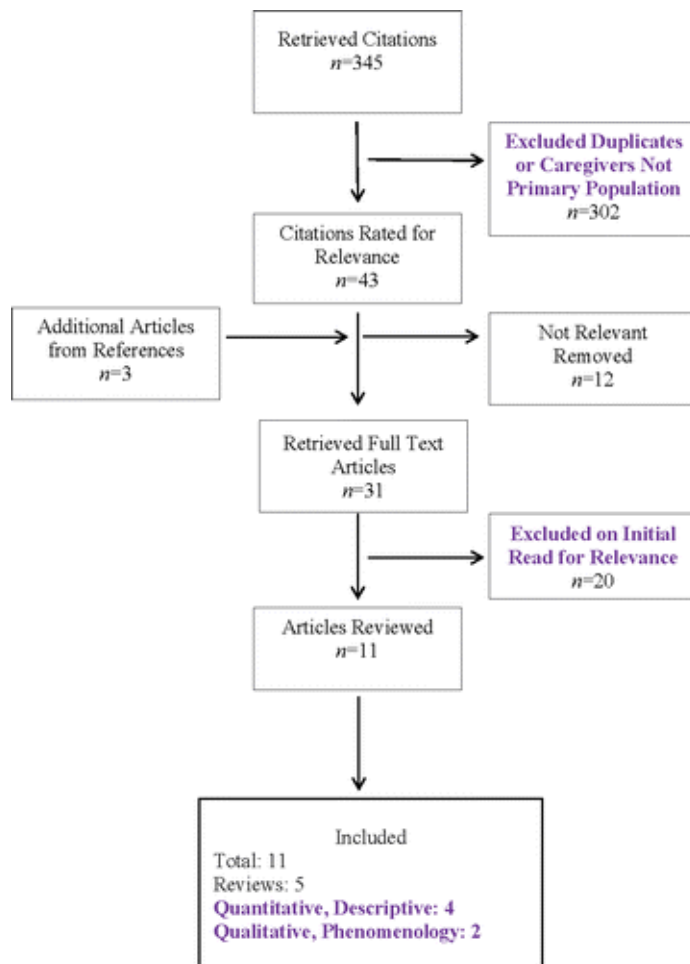 Retrieved Citations
n=345
Excluded Duplicates
or Caregivers Not
Primary Population
n=302
Citations Rated for
Relevance
n=43
Additional Articles
from References
n=3
Not Relevant
Removed
n=12
Retrieved Full Text
Articles
n=31
Excluded on Initial
Read for Relevance
n=20
Articles Reviewed
n=11
Included
Total: 11
Reviews: 5
Quantitative, Descriptive: 4
Qualitative, Phenomenology: 2